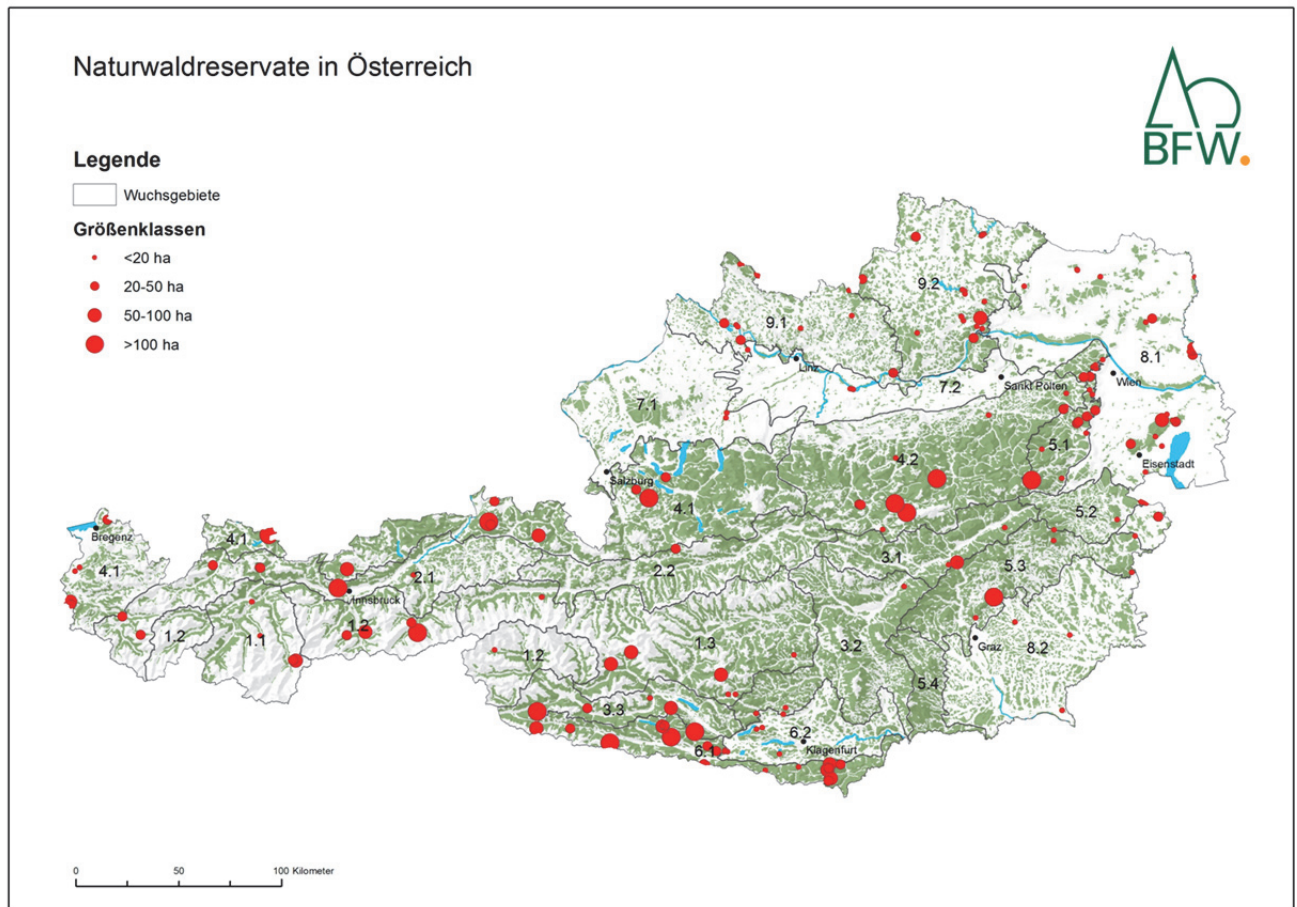 Naturwaldreservate in Österreich
BFW.
Legende
Wuchsgebiete
Größenklassen
<20 ha
20-50 ha
50-100 ha
>100 ha
9.2
9.1
8.1
Linz
Wien
7.2
Sankt Pölten
7.1
5.1
4.2
Eisenstadt
Salzburg
4.1
5.2
Bregenz
4.1
3.1
5.3
4.1
2.1
2.2
Innsbruck
1.2
1.2
1.1
1.2
1.3
3.2
Graz
8.2
5.4
3.3
6.2
6.1
Klagenfurt
0 50 100 Kilometer